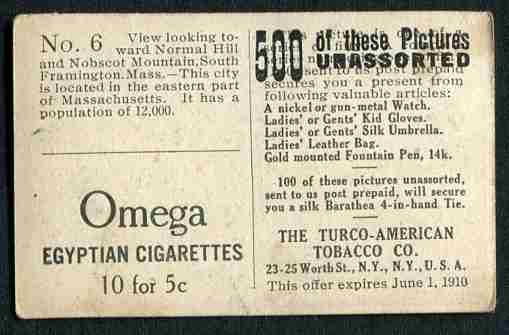 No. 6 View looking to-
ward Normal Hill
and Nobscot Mountain, South
Framington, Mass.—This city
is located in the eastern part
of Massachusetts. It has a
population of 12,000.
Omega
EGYPTIAN CIGARETTES
10 for 5c
500 of these Pictures
UNASSORTED
sent to us post prepaid
secures you a present from
following valuable articles:
A nickel or gun-metal Watch.
Ladies' or Gents' Kid Gloves.
Ladies' or Gents' Silk Umbrella.
Ladies' Leather Bag.
Gold mounted Fountain Pen, 14k.
100 of these pictures unassorted,
sent to us post prepaid, will secure
you a silk Barathea 4-in-hand Tie.
THE TURCO-AMERICAN
TOBACCO CO.
23-25 Worth St., N.Y., N.Y., U.S.A.
This offer expires June 1, 1910